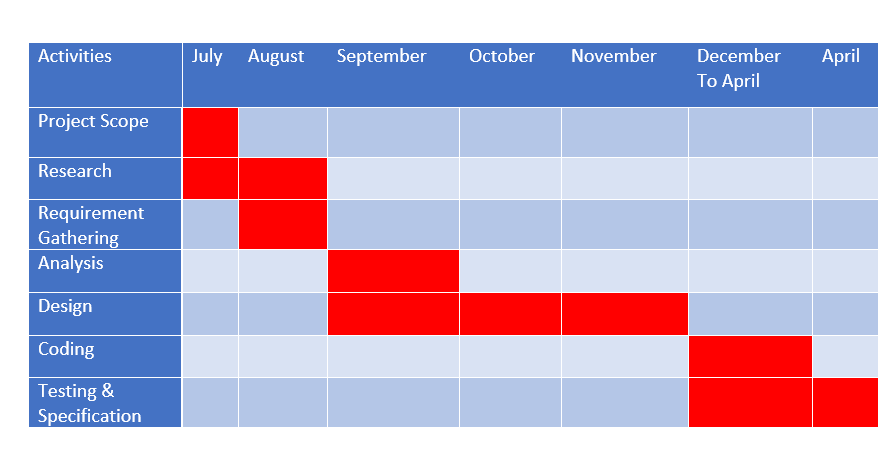 Activities July August September October November December April
To April
Project Scope
Research
Requirement
Gathering
Analysis
Design
Coding
Testing &
Specification